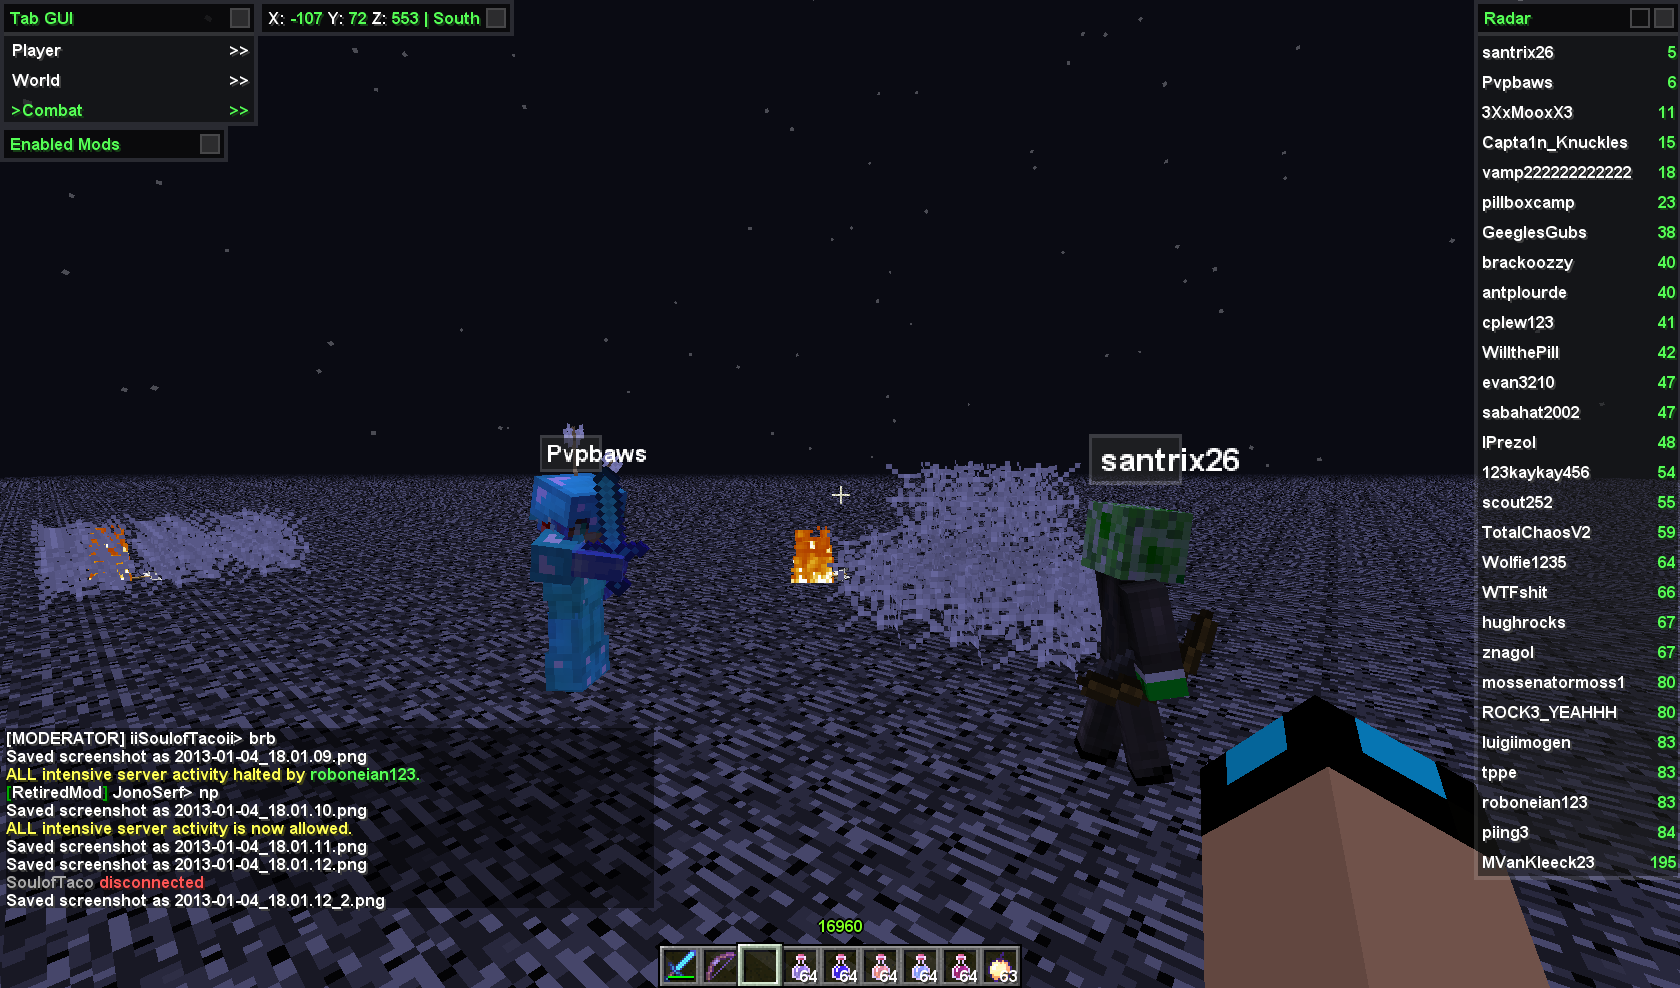 Tab GUI
X: -107 Y: 72 Z: 553 | South
Player >>
World >>
>Combat >>
Enabled Mods
Radar
santrix26 5
Pvpbaws 6
3XxMooxX3 11
Capta1n_Knuckles 15
vamp222222222222 18
pillboxcamp 23
GeeglesGubs 38
brackoozzy 40
antplourde 40
cplew123 41
WillthePill 42
evan3210 47
sabahat2002 47
IPrezol 48
123kaykay456 54
scout252 55
TotalChaosV2 59
Wolfie1235 64
WTFshit 66
hughrocks 67
znagol 67
mossenatormoss1 80
ROCK3_YEAHHH 80
luigiimogen 83
tppe 83
roboneian123 83
piing3 84
MVanKleeck23 195
Pvpbaws
santrix26
[MODERATOR] iiSoulofTacoii> brb
Saved screenshot as 2013-01-04_18.01.09.png
ALL intensive server activity halted by roboneian123.
[RetiredMod] JonoSerf> np
Saved screenshot as 2013-01-04_18.01.10.png
ALL intensive server activity is now allowed.
Saved screenshot as 2013-01-04_18.01.11.png
Saved screenshot as 2013-01-04_18.01.12.png
SoulofTaco disconnected
Saved screenshot as 2013-01-04_18.01.12_2.png
16960
64 64 64 64 64 63